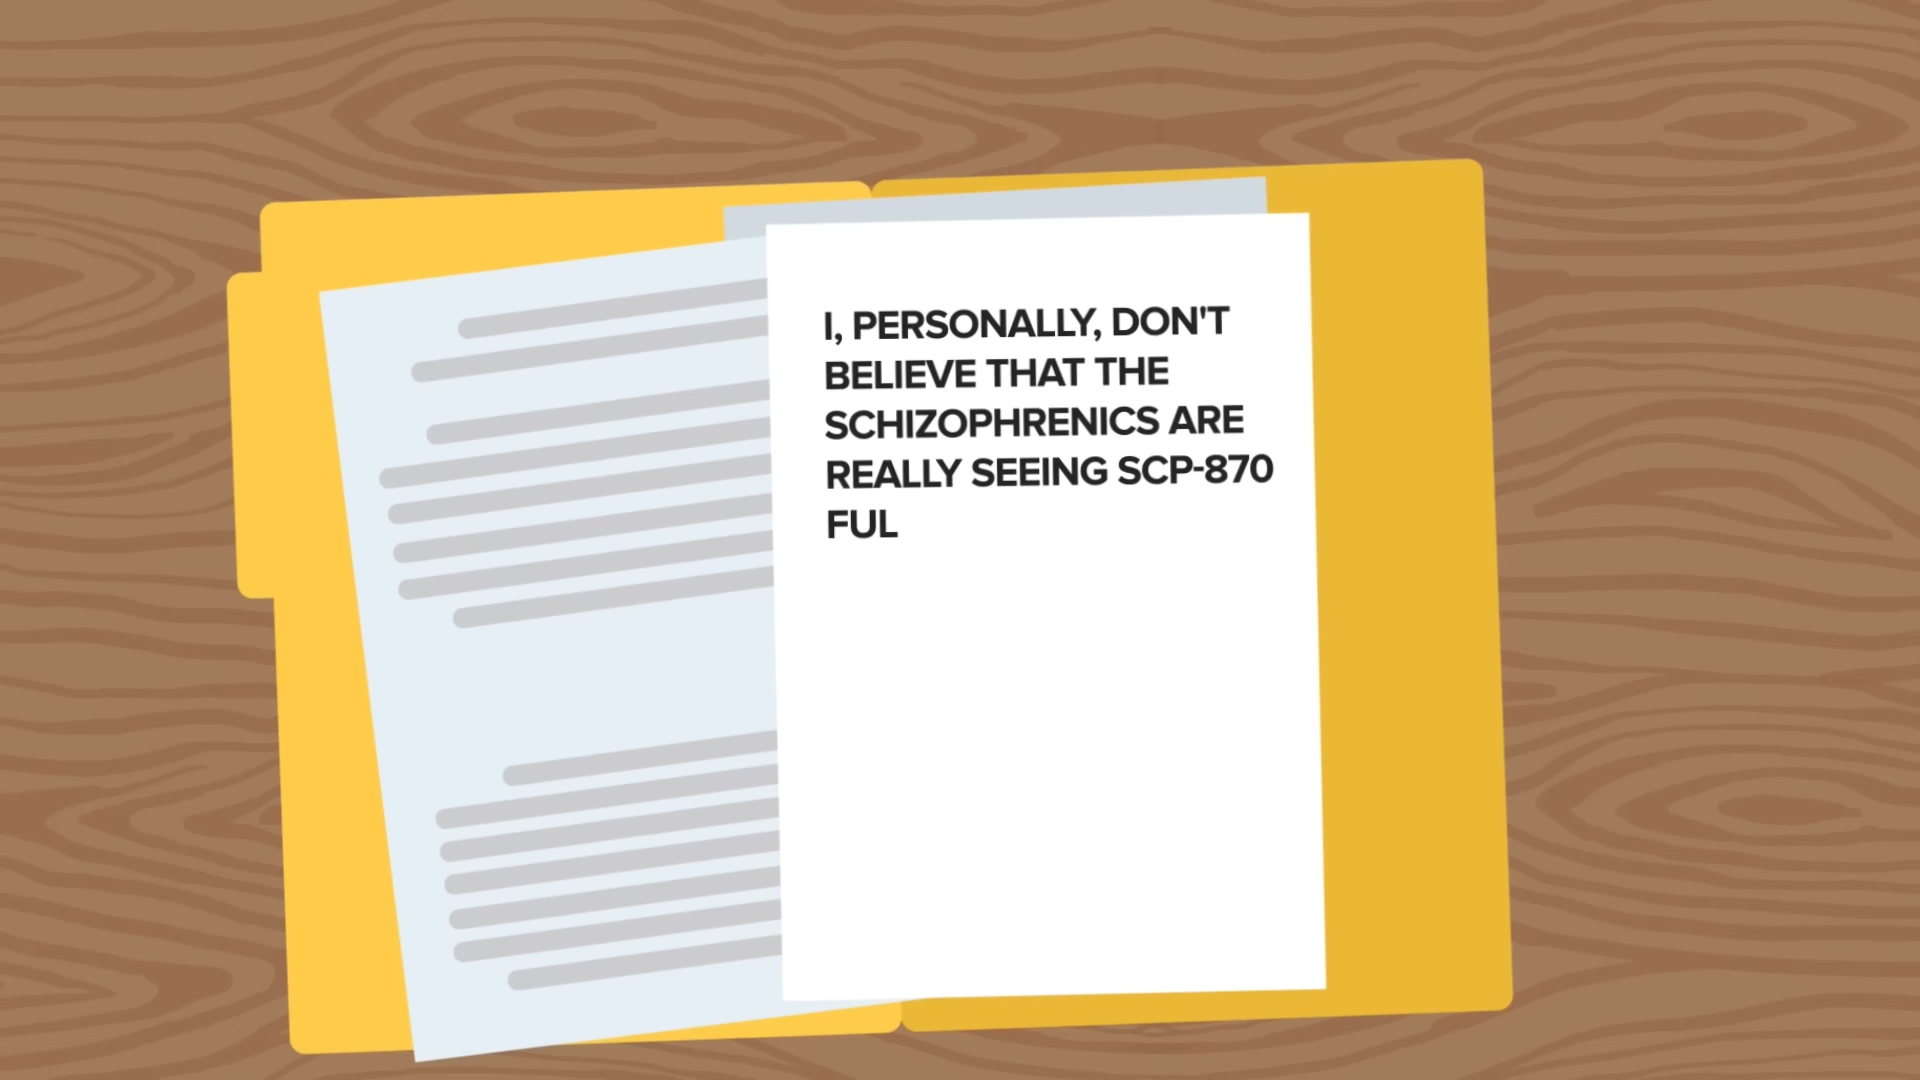 I, PERSONALLY, DON'T
BELIEVE THAT THE
SCHIZOPHRENICS ARE
REALLY SEEING SCP-870
FUL